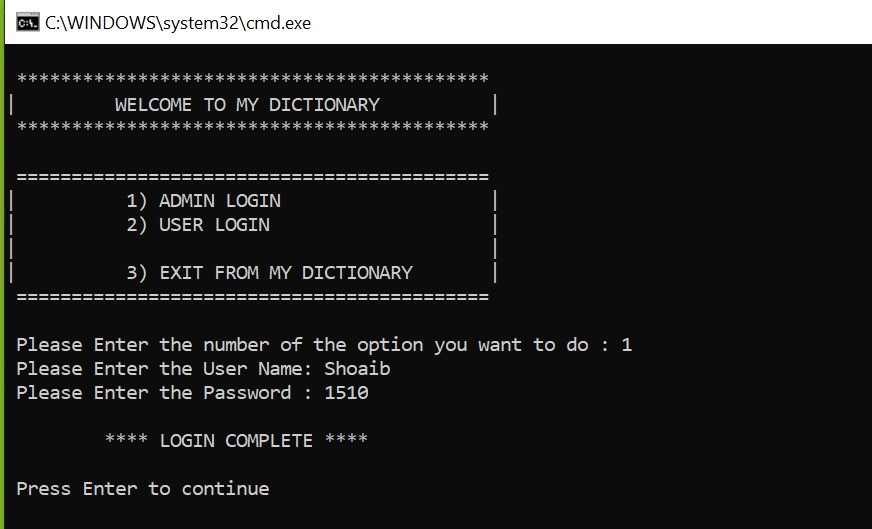 C:\WINDOWS\system32\cmd.exe
*******************************************
| WELCOME TO MY DICTIONARY |
*******************************************
===========================================
| 1) ADMIN LOGIN |
| 2) USER LOGIN |
| |
| 3) EXIT FROM MY DICTIONARY |
===========================================
Please Enter the number of the option you want to do : 1
Please Enter the User Name: Shoaib
Please Enter the Password : 1510
**** LOGIN COMPLETE ****
Press Enter to continue